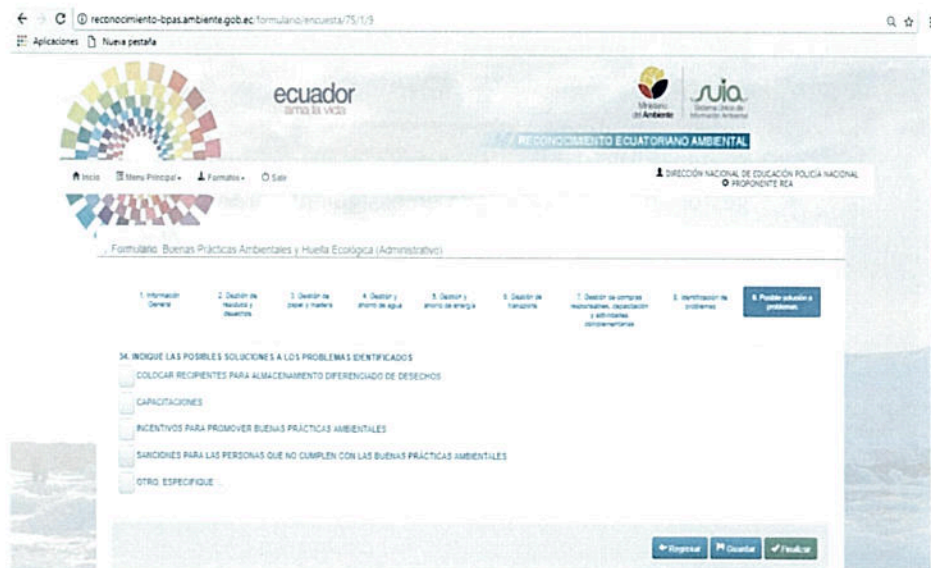 reconocimiento-bpas.ambiente.gob.ec/formulario/encuesta/75/1/9
Aplicaciones Nueva pestaña
ecuador
ama la vida
Ministerio
del Ambiente
suia
Sistema Único de
Información Ambiental
RECONOCIMIENTO ECUATORIANO AMBIENTAL
Inicio Menu Principal Formatos Salir
DIRECCIÓN NACIONAL DE EDUCACIÓN POLICÍA NACIONAL
PROPONENTE REA
Formulario: Buenas Prácticas Ambientales y Huella Ecológica (Administrativo)
1. Información General
2. Gestión de residuos y desechos
3. Gestión de papel y madera
4. Gestión y ahorro de agua
5. Gestión y ahorro de energía
6. Gestión de transporte
7. Gestión de compras responsables, capacitación y actividades complementarias
8. Identificación de problemas
9. Posible solución a problemas
34. INDIQUE LAS POSIBLES SOLUCIONES A LOS PROBLEMAS IDENTIFICADOS
COLOCAR RECIPIENTES PARA ALMACENAMIENTO DIFERENCIADO DE DESECHOS
CAPACITACIONES
INCENTIVOS PARA PROMOVER BUENAS PRÁCTICAS AMBIENTALES
SANCIONES PARA LAS PERSONAS QUE NO CUMPLEN CON LAS BUENAS PRÁCTICAS AMBIENTALES
OTRO. ESPECIFIQUE
Regresar Guardar Finalizar